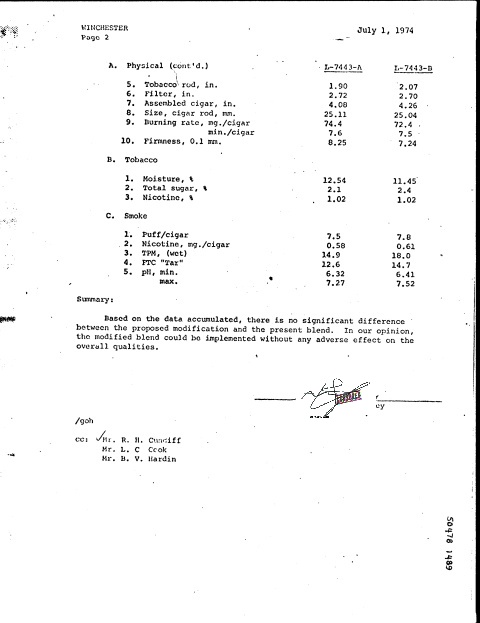 WINCHESTER
Page 2
July 1, 1974
A. Physical (cont'd.) L-7443-A L-7443-B
5. Tobacco rod, in. 1.90 2.07
6. Filter, in. 2.72 2.70
7. Assembled cigar, in. 4.08 4.26
8. Size, cigar rod, mm. 25.11 25.04
9. Burning rate, mg./cigar 74.4 72.4
min./cigar 7.6 7.5
10. Firmness, 0.1 mm. 8.25 7.24
B. Tobacco
1. Moisture, % 12.54 11.45
2. Total sugar, % 2.1 2.4
3. Nicotine, % 1.02 1.02
C. Smoke
1. Puff/cigar 7.5 7.8
2. Nicotine, mg./cigar 0.58 0.61
3. TPM, (wet) 14.9 18.0
4. FTC "Tar" 12.6 14.7
5. pH, min. 6.32 6.41
max. 7.27 7.52
Summary:
Based on the data accumulated, there is no significant difference
between the proposed modification and the present blend. In our opinion,
the modified blend could be implemented without any adverse effect on the
overall qualities.
/goh
cc: Mr. R. H. Cundiff
Mr. L. C Cook
Mr. B. V. Hardin
50478 1489